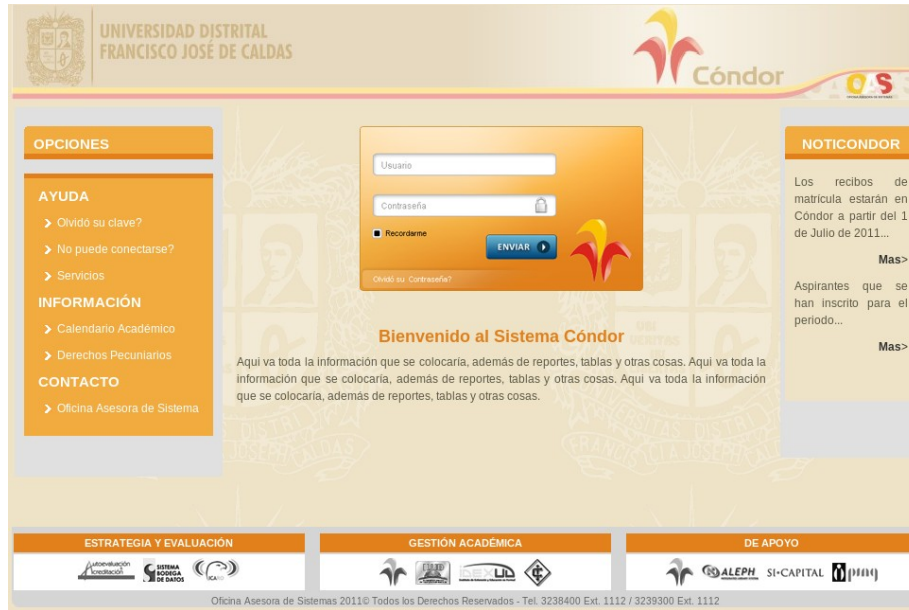 UNIVERSIDAD DISTRITAL
FRANCISCO JOSÉ DE CALDAS
Cóndor
OAS
OPCIONES
AYUDA
Olvidó su clave?
No puede conectarse?
Servicios
INFORMACIÓN
Calendario Académico
Derechos Pecuniarios
CONTACTO
Oficina Asesora de Sistema
Usuario
Contraseña
Recordarme
ENVIAR
Olvidó su Contraseña?
Bienvenido al Sistema Cóndor
Aqui va toda la información que se colocaría, además de reportes, tablas y otras cosas. Aqui va toda la
información que se colocaría, además de reportes, tablas y otras cosas. Aqui va toda la información
que se colocaría, además de reportes, tablas y otras cosas.
NOTICONDOR
Los recibos de
matrícula estarán en
Cóndor a partir del 1
de Julio de 2011...
Mas>
Aspirantes que se
han inscrito para el
periodo...
Mas>
ESTRATEGIA Y EVALUACIÓN
Autoevaluación
Acreditación
SISTEMA
BODEGA
DE DATOS
GESTIÓN ACADÉMICA
IDEXUD
DE APOYO
ALEPH
SI•CAPITAL
Oficina Asesora de Sistemas 2011© Todos los Derechos Reservados - Tel. 3238400 Ext. 1112 / 3239300 Ext. 1112